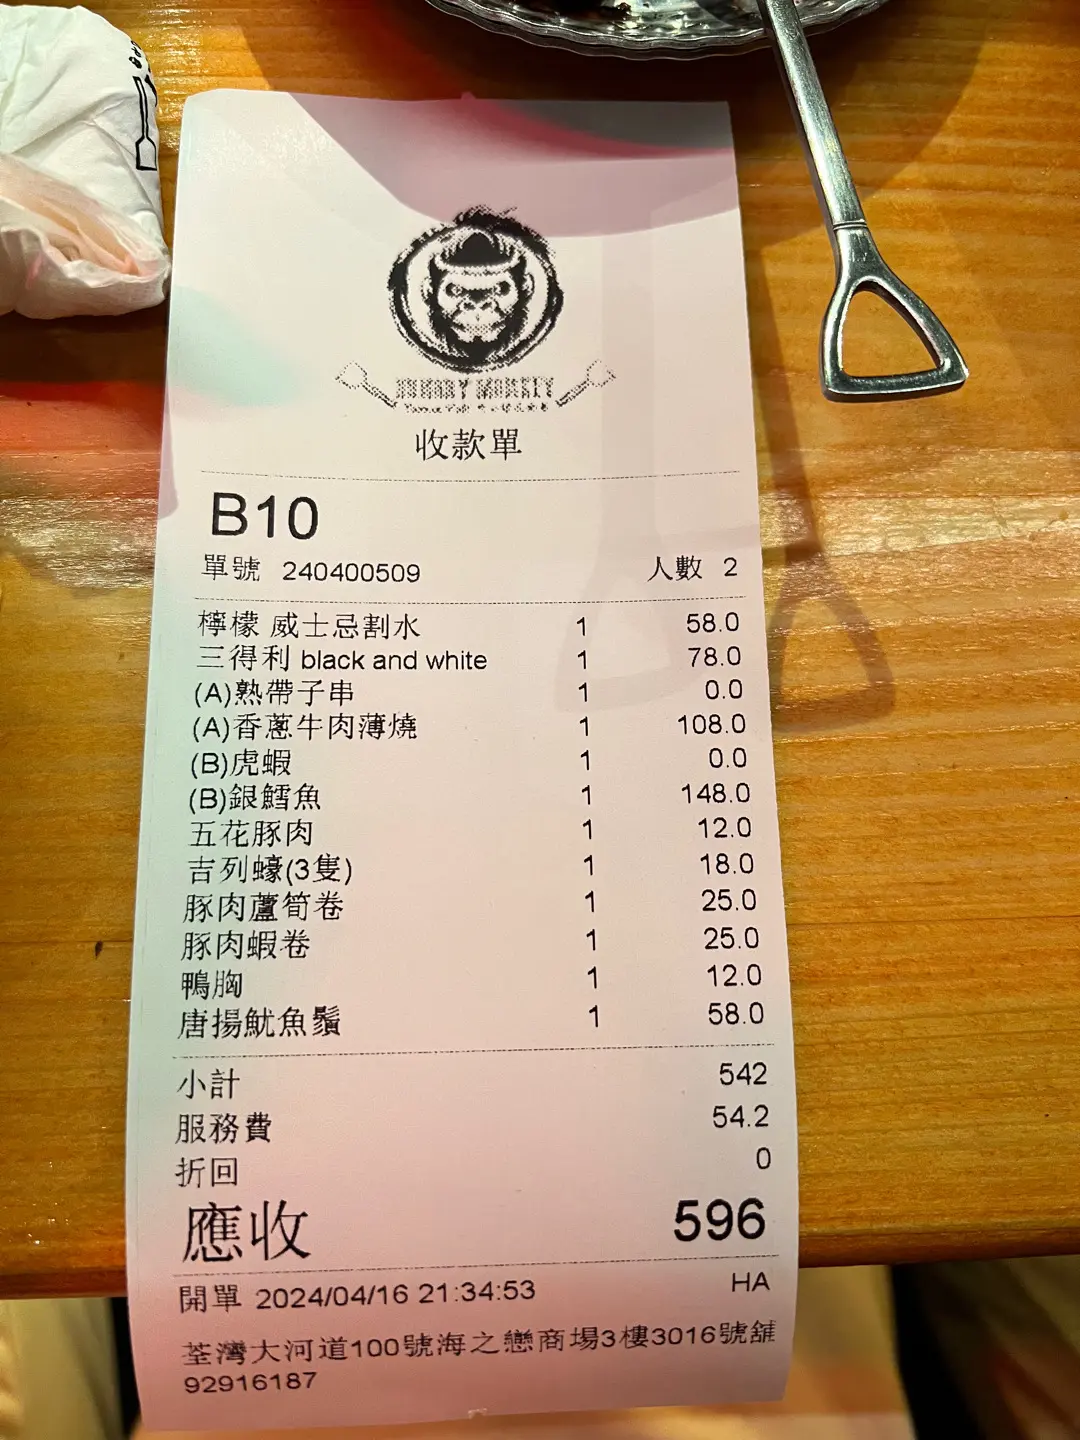 HUNGRY MONKEY
收款單
B10
單號 240400509 人數 2
檸檬 威士忌割水 1 58.0
三得利 black and white 1 78.0
(A)熟帶子串 1 0.0
(A)香蔥牛肉薄燒 1 108.0
(B)虎蝦 1 0.0
(B)銀鱈魚 1 148.0
五花豚肉 1 12.0
吉列蠔(3隻) 1 18.0
豚肉蘆筍卷 1 25.0
豚肉蝦卷 1 25.0
鴨胸 1 12.0
唐揚魷魚鬚 1 58.0
小計 542
服務費 54.2
折回 0
應收 596
開單 2024/04/16 21:34:53 HA
荃灣大河道100號海之戀商場3樓3016號舖
92916187